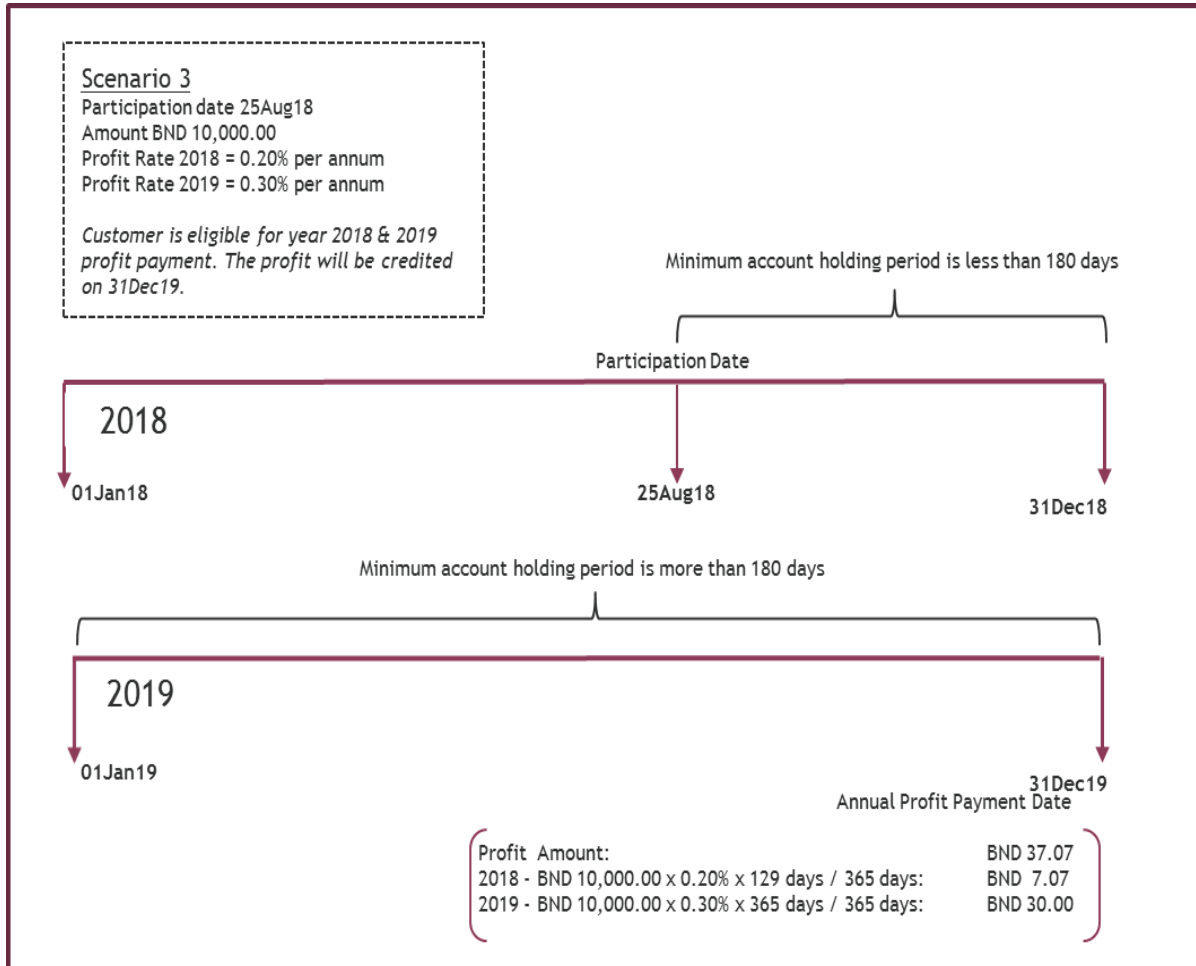 Scenario 3
Participation date 25Aug18
Amount BND 10,000.00
Profit Rate 2018 = 0.20% per annum
Profit Rate 2019 = 0.30% per annum
Customer is eligible for year 2018 & 2019
profit payment. The profit will be credited
on 31Dec19.
Minimum account holding period is less than 180 days
Participation Date
2018
01Jan18
25Aug18
31Dec18
Minimum account holding period is more than 180 days
2019
01Jan19
31Dec19
Annual Profit Payment Date
Profit Amount: BND 37.07
2018 - BND 10,000.00 x 0.20% x 129 days / 365 days: BND 7.07
2019 - BND 10,000.00 x 0.30% x 365 days / 365 days: BND 30.00